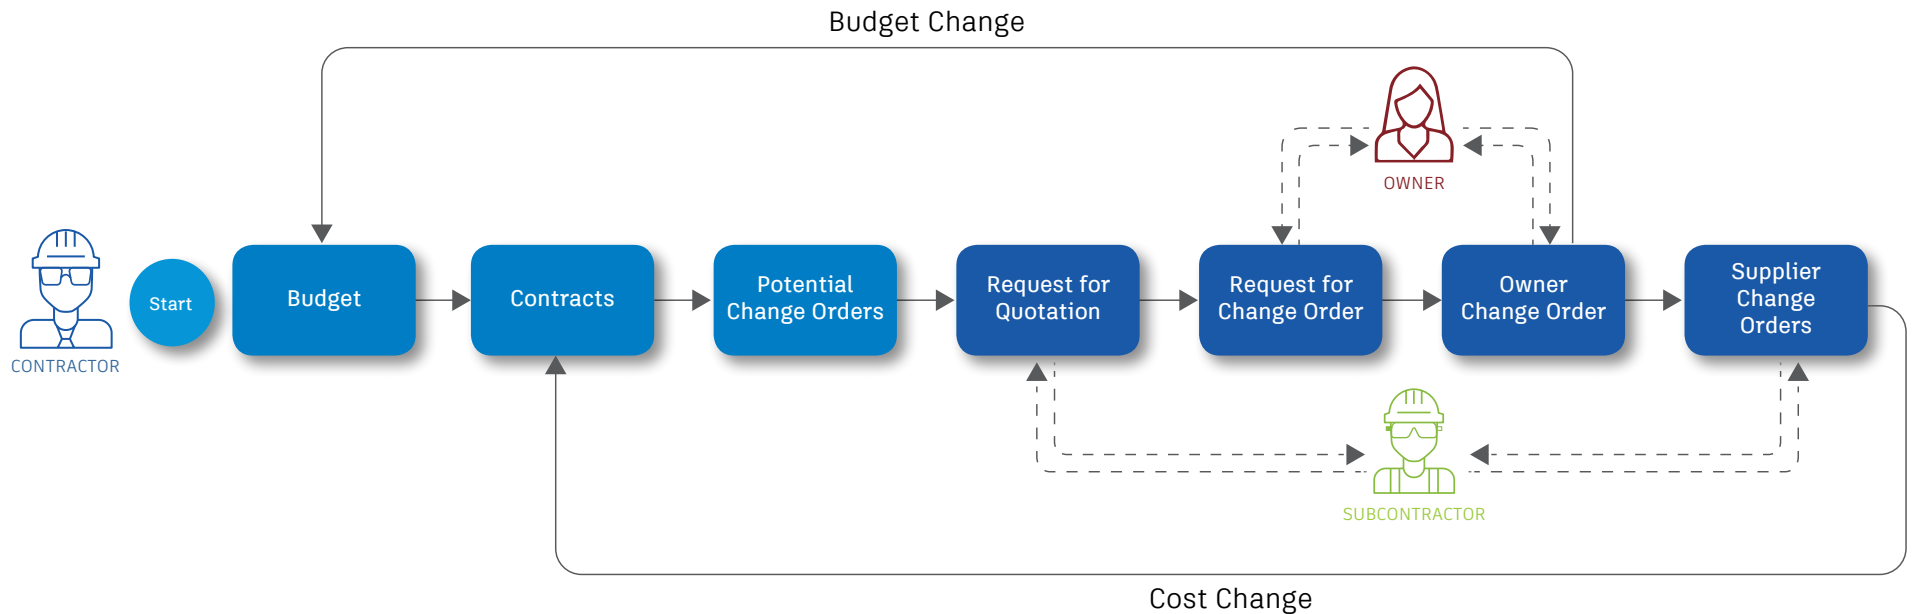 Budget Change
OWNER
CONTRACTOR
Start
Budget
Contracts
Potential
Change Orders
Request for
Quotation
Request for
Change Order
Owner
Change Order
Supplier
Change
Orders
SUBCONTRACTOR
Cost Change